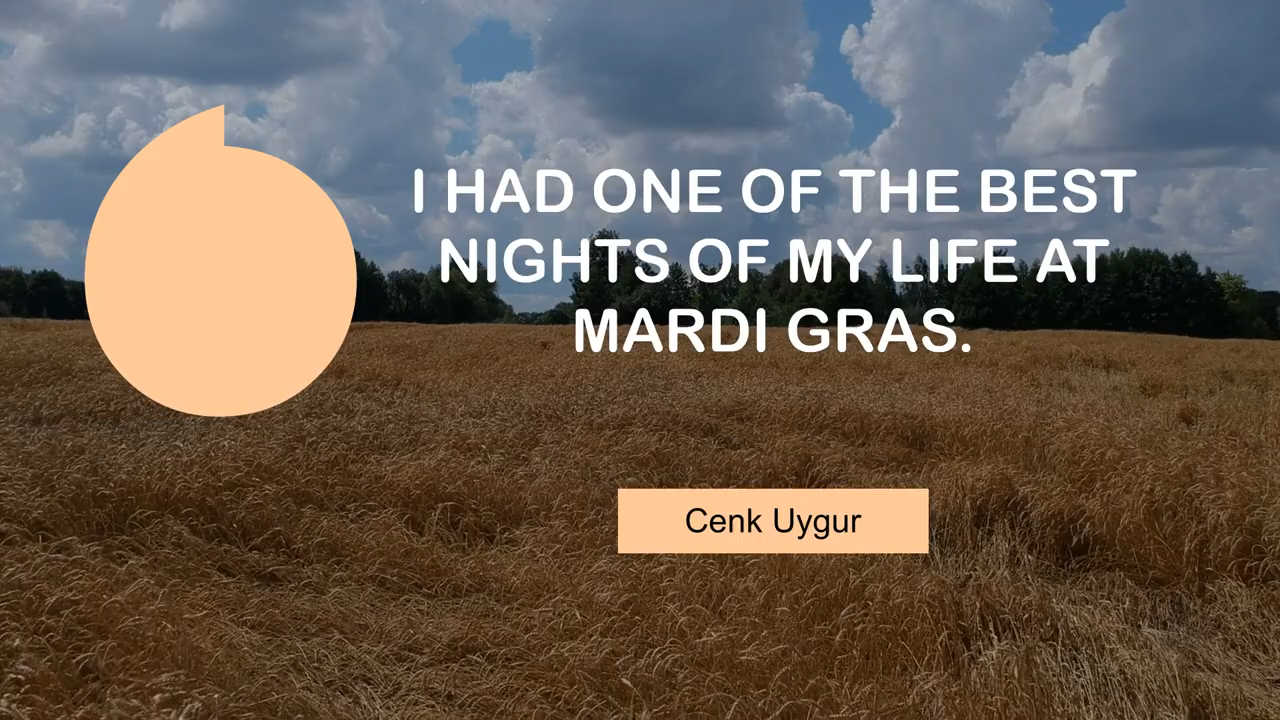 I HAD ONE OF THE BEST
NIGHTS OF MY LIFE AT
MARDI GRAS.
Cenk Uygur